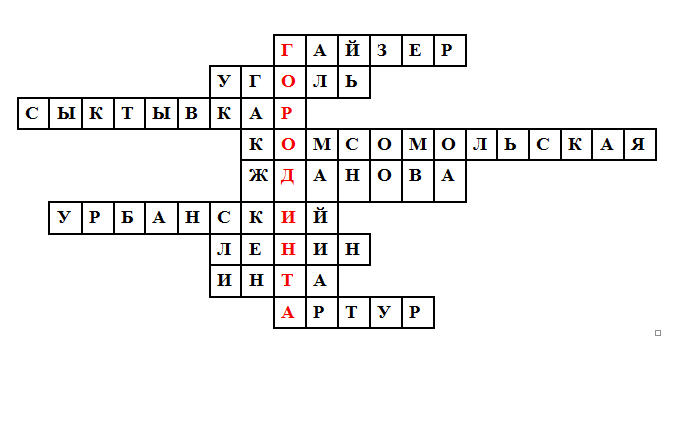 ГАЙЗЕР
УГОЛЬ
СЫКТЫВКАР
КОМСОМОЛЬСКАЯ
ЖДАНОВА
УРБАНСКИЙ
ЛЕНИН
ИНТА
АРТУР